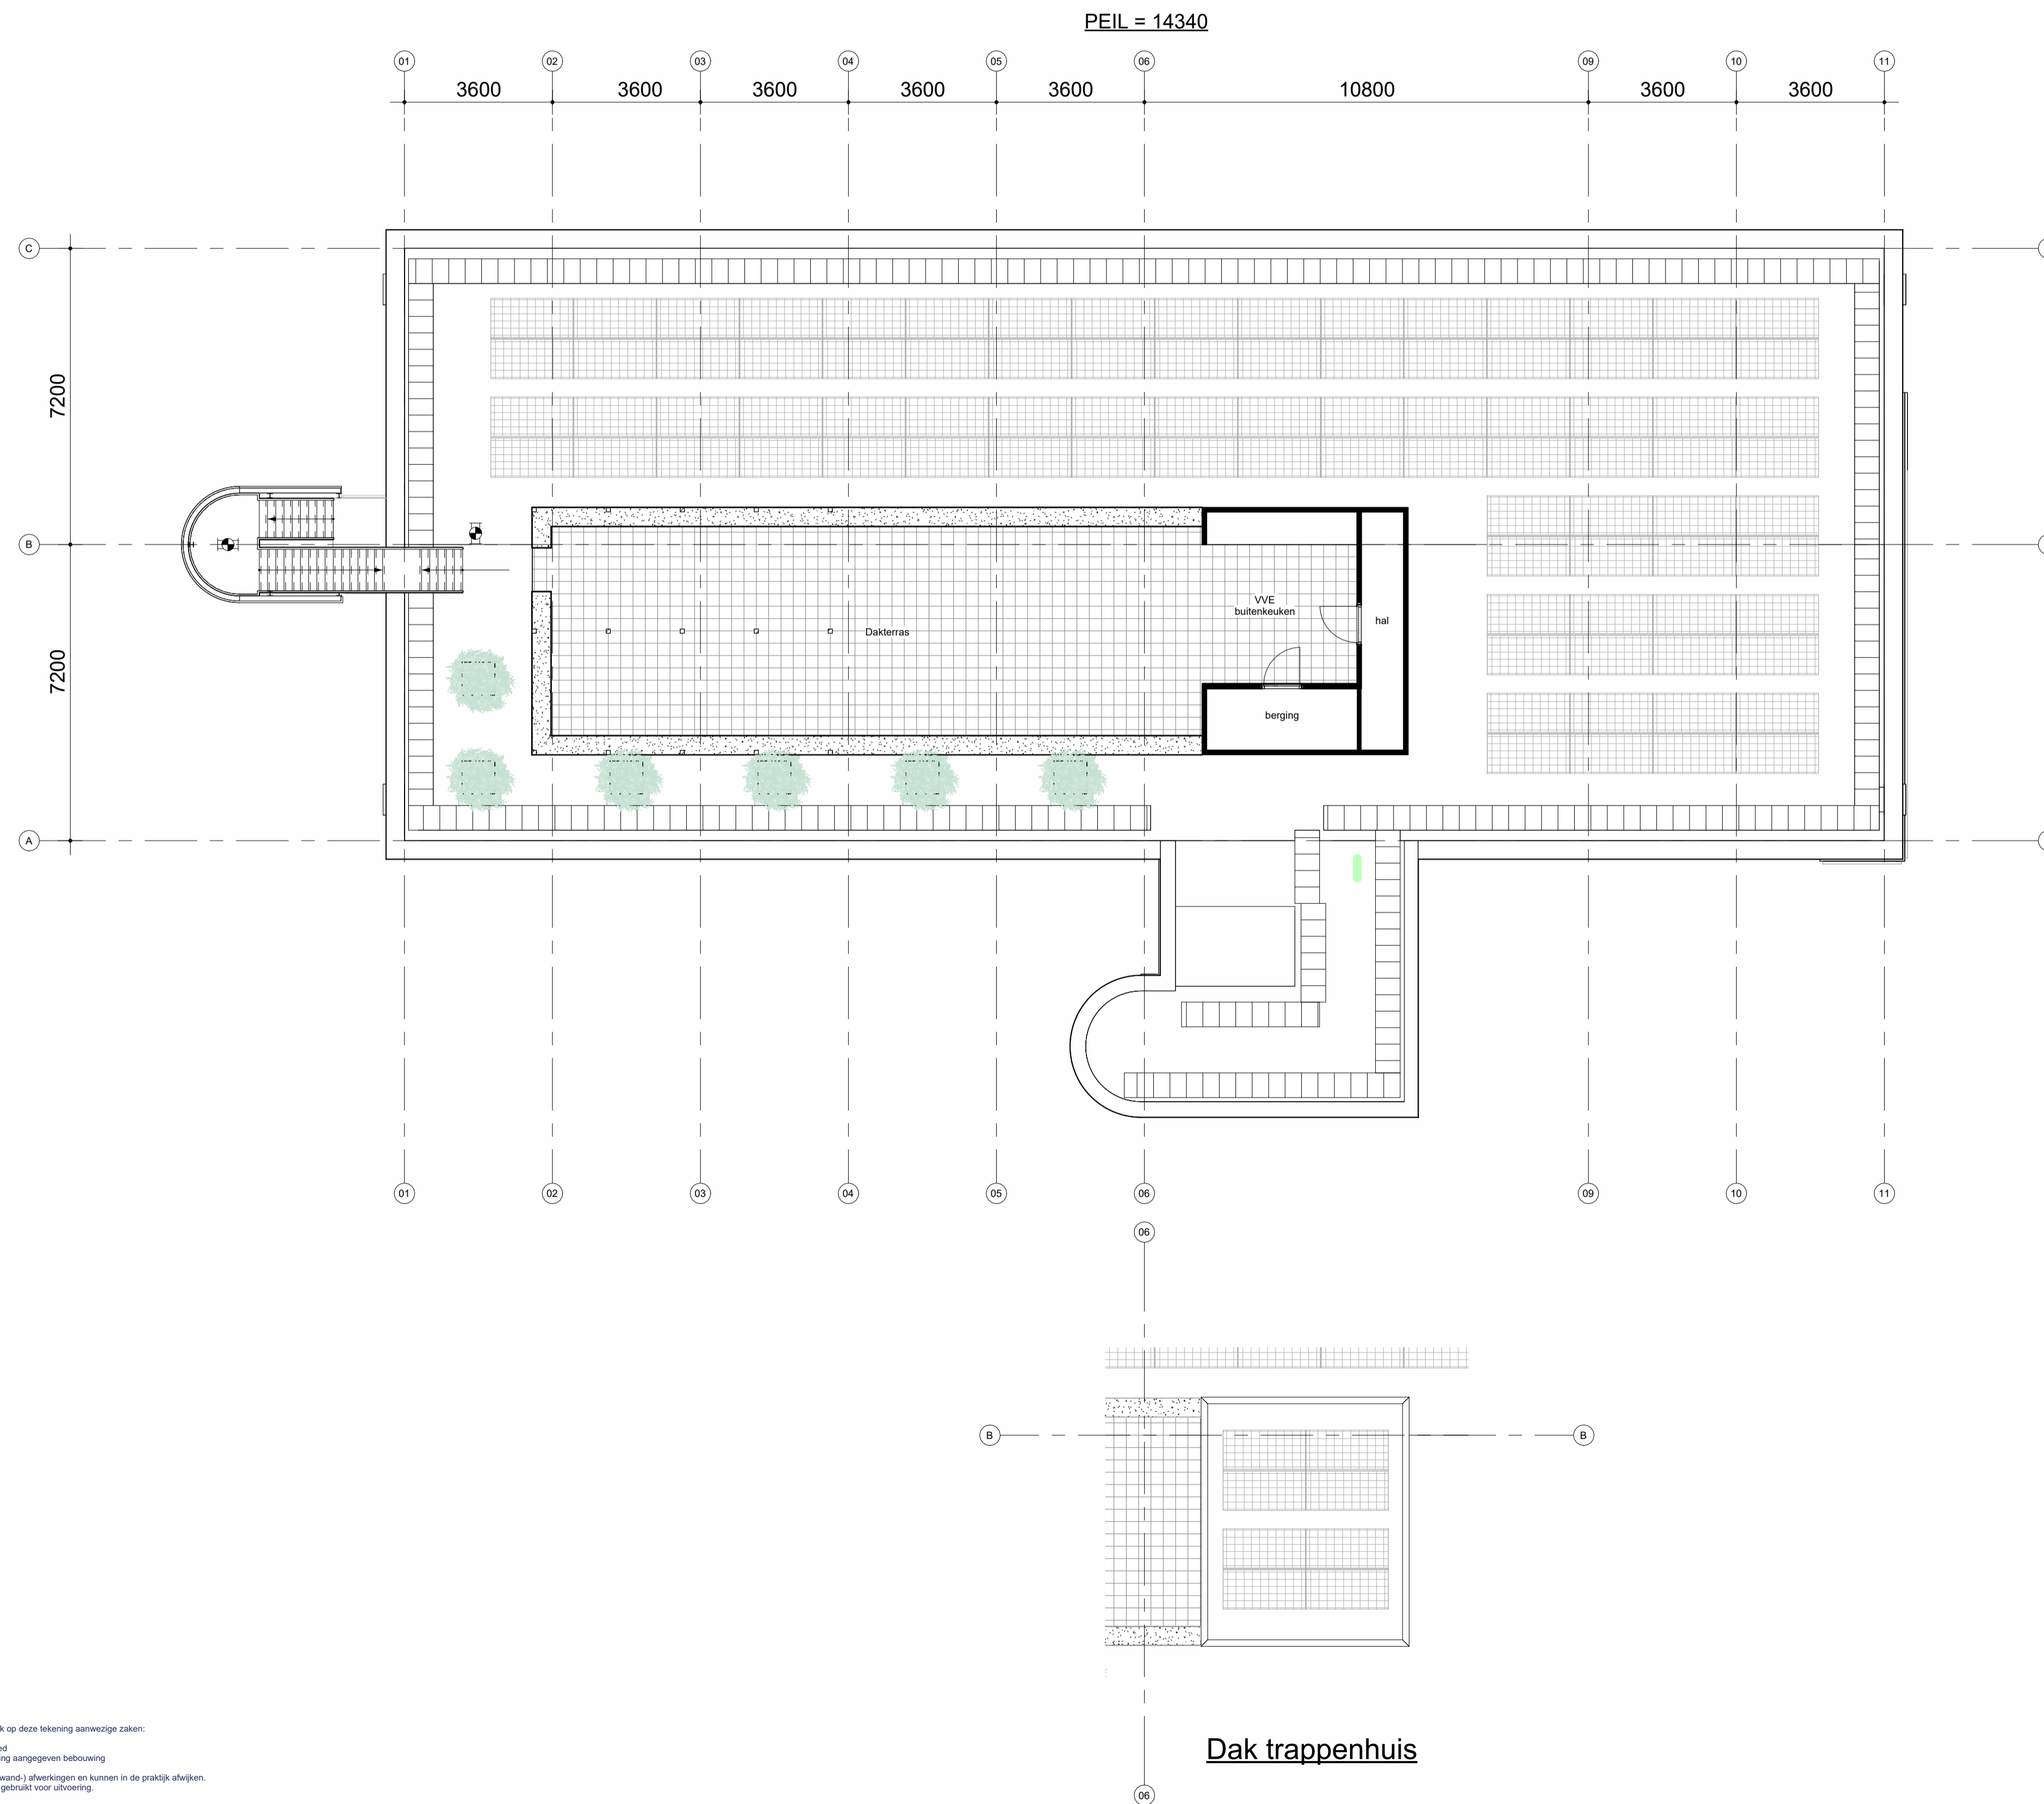 PEIL = 14340
01 02 03 04 05 06 09 10 11
3600 3600 3600 3600 3600 10800 3600 3600
C
7200
B
VVE
buitenkeuken
hal
Dakterras
7200
berging
A
01 02 03 04 05 06 09 10 11
06
B B
k op deze tekening aanwezige zaken:
ed
ing aangegeven bebouwing
wand-) afwerkingen en kunnen in de praktijk afwijken.
gebruikt voor uitvoering.
Dak trappenhuis
06